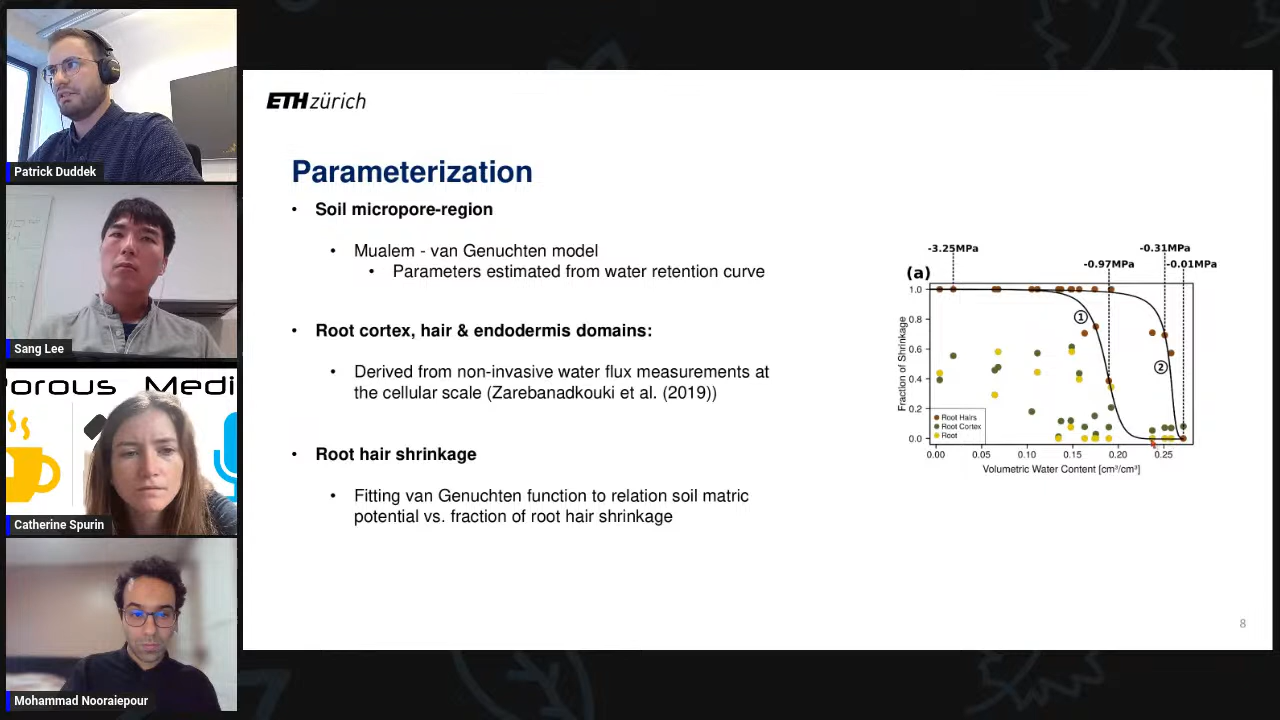 Patrick Duddek
Sang Lee
Porous Medi
Catherine Spurin
Mohammad Nooraiepour
ETH zürich
Parameterization
• Soil micropore-region
• Mualem - van Genuchten model
• Parameters estimated from water retention curve
• Root cortex, hair & endodermis domains:
• Derived from non-invasive water flux measurements at
the cellular scale (Zarebanadkouki et al. (2019))
• Root hair shrinkage
• Fitting van Genuchten function to relation soil matric
potential vs. fraction of root hair shrinkage
-3.25MPa
-0.31MPa
-0.97MPa
-0.01MPa
(a)
1.0
0.8
0.6
0.4
0.2
0.0
Fraction of Shrinkage
①
②
Root Hairs
Root Cortex
Root
0.00 0.05 0.10 0.15 0.20 0.25
Volumetric Water Content [cm³/cm³]
8